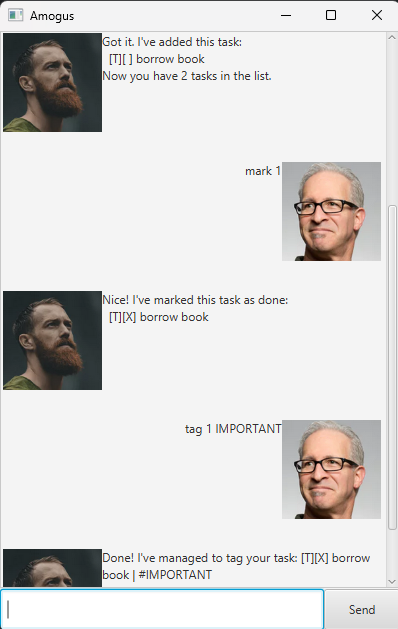 Amogus
Got it. I've added this task:
[T][ ] borrow book
Now you have 2 tasks in the list.
mark 1
Nice! I've marked this task as done:
[T][X] borrow book
tag 1 IMPORTANT
Done! I've managed to tag your task: [T][X] borrow
book | #IMPORTANT
Send